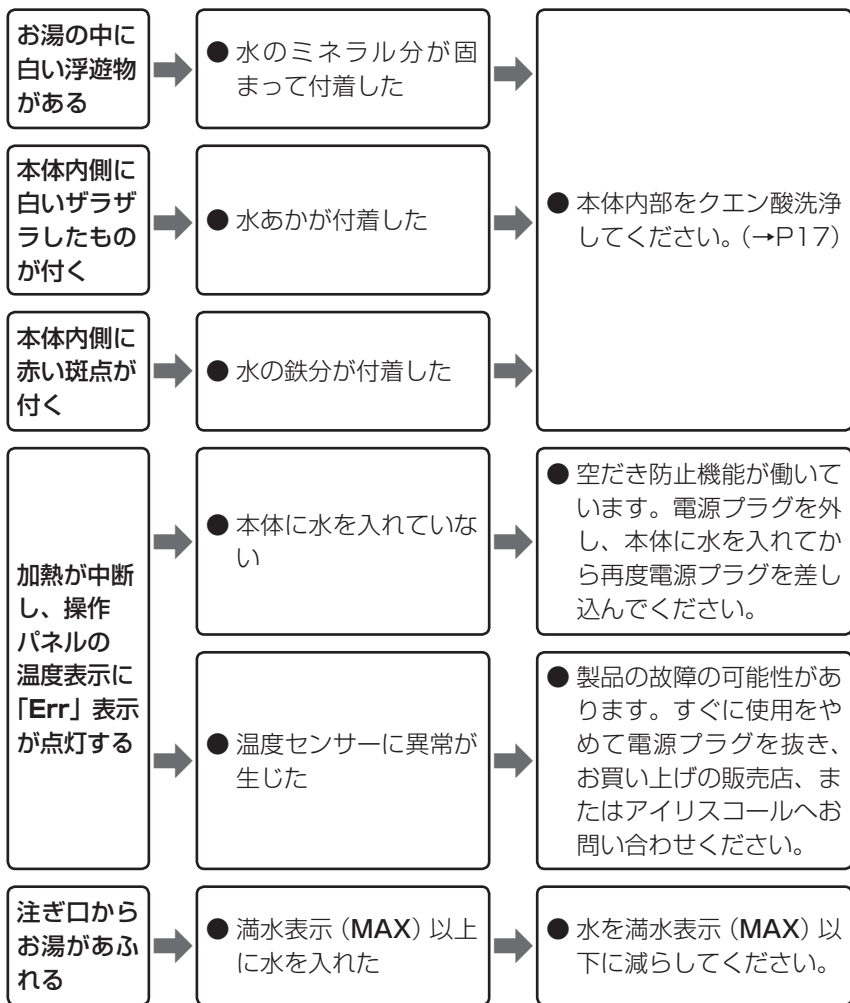 お湯の中に
白い浮遊物
がある
● 水のミネラル分が固
まって付着した
本体内側に
白いザラザ
ラしたもの
が付く
● 水あかが付着した
● 本体内部をクエン酸洗浄
してください。(→P17)
本体内側に
赤い斑点が
付く
● 水の鉄分が付着した
加熱が中断
し、操作
パネルの
温度表示に
「Err」表示
が点灯する
● 本体に水を入れていな
い
● 空だき防止機能が働いて
います。電源プラグを外
し、本体に水を入れてか
ら再度電源プラグを差し
込んでください。
● 温度センサーに異常が
生じた
● 製品の故障の可能性があ
ります。すぐに使用をや
めて電源プラグを抜き、
お買い上げの販売店、ま
たはアイリスコールへお
問い合わせください。
注ぎ口から
お湯があふ
れる
● 満水表示(MAX)以上
に水を入れた
● 水を満水表示(MAX)以
下に減らしてください。